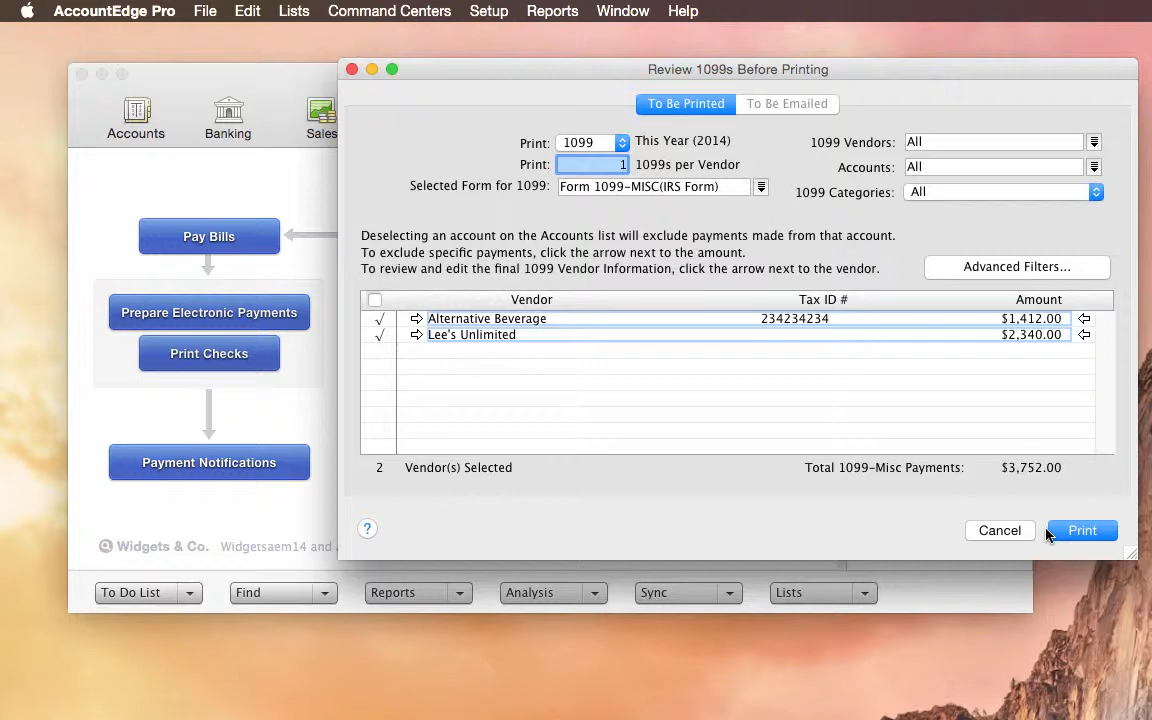 AccountEdge Pro File Edit Lists Command Centers Setup Reports Window Help
Review 1099s Before Printing
To Be Printed To Be Emailed
Accounts Banking Sales
Print: 1099 This Year (2014)
Print: 1 1099s per Vendor
Selected Form for 1099: Form 1099-MISC(IRS Form)
1099 Vendors: All
Accounts: All
1099 Categories: All
Deselecting an account on the Accounts list will exclude payments made from that account.
To exclude specific payments, click the arrow next to the amount.
To review and edit the final 1099 Vendor Information, click the arrow next to the vendor.
Advanced Filters...
Vendor Tax ID # Amount
√ Alternative Beverage 234234234 $1,412.00
√ Lee's Unlimited $2,340.00
2 Vendor(s) Selected Total 1099-Misc Payments: $3,752.00
? Cancel Print
Pay Bills
Prepare Electronic Payments
Print Checks
Payment Notifications
Widgets & Co. Widgetsaem14 and
To Do List Find Reports Analysis Sync Lists